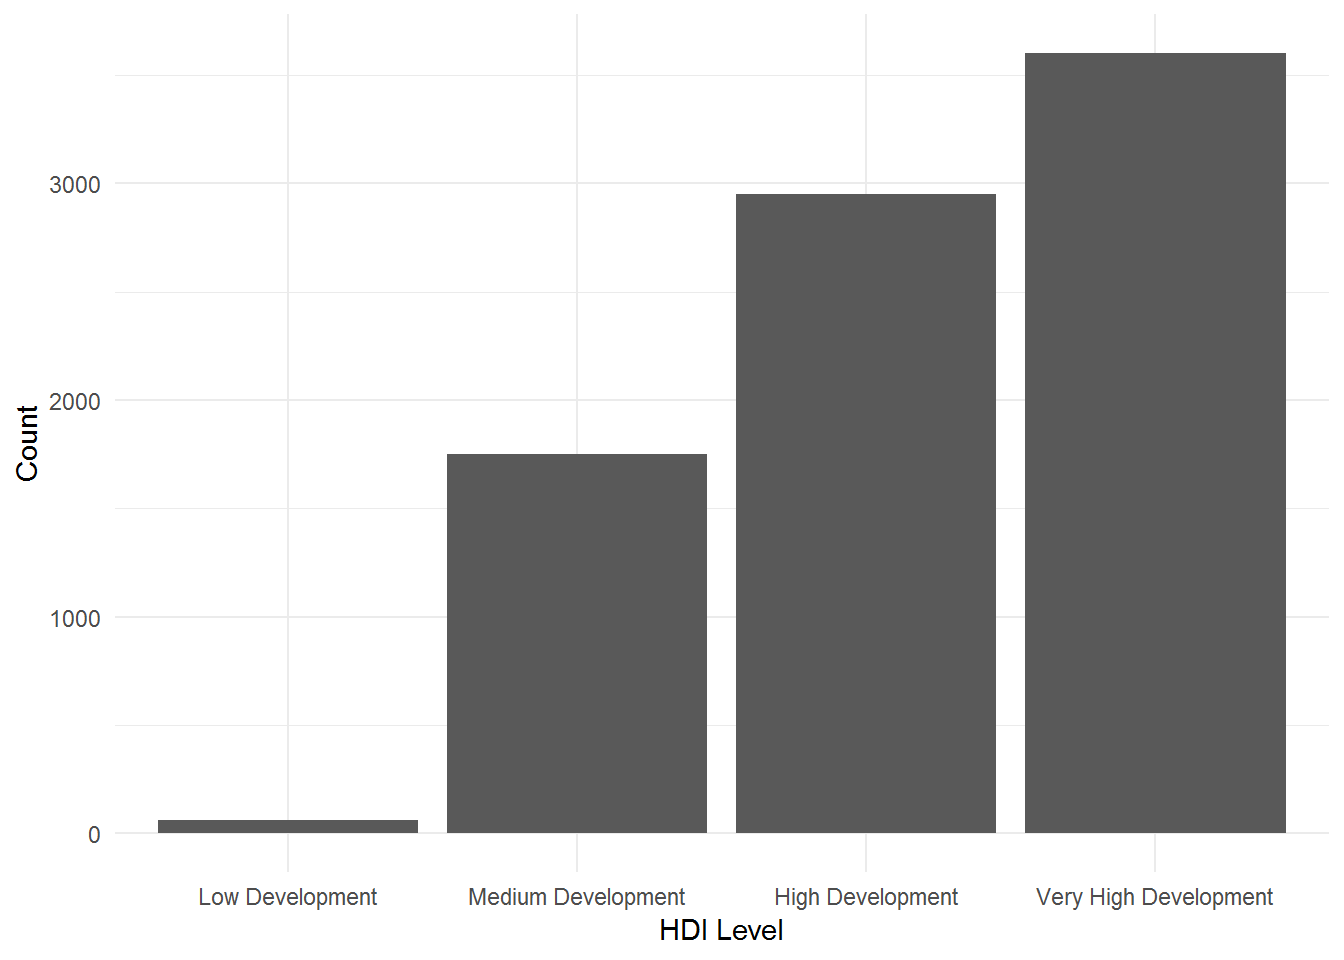 3000
2000
1000
0
Count
Low Development
Medium Development
High Development
Very High Development
HDI Level